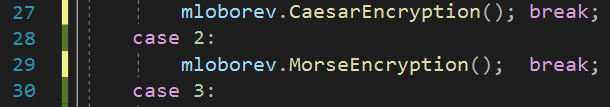 27 mloborev.CaesarEncryption(); break;
28 case 2:
29 mloborev.MorseEncryption();  break;
30 case 3: